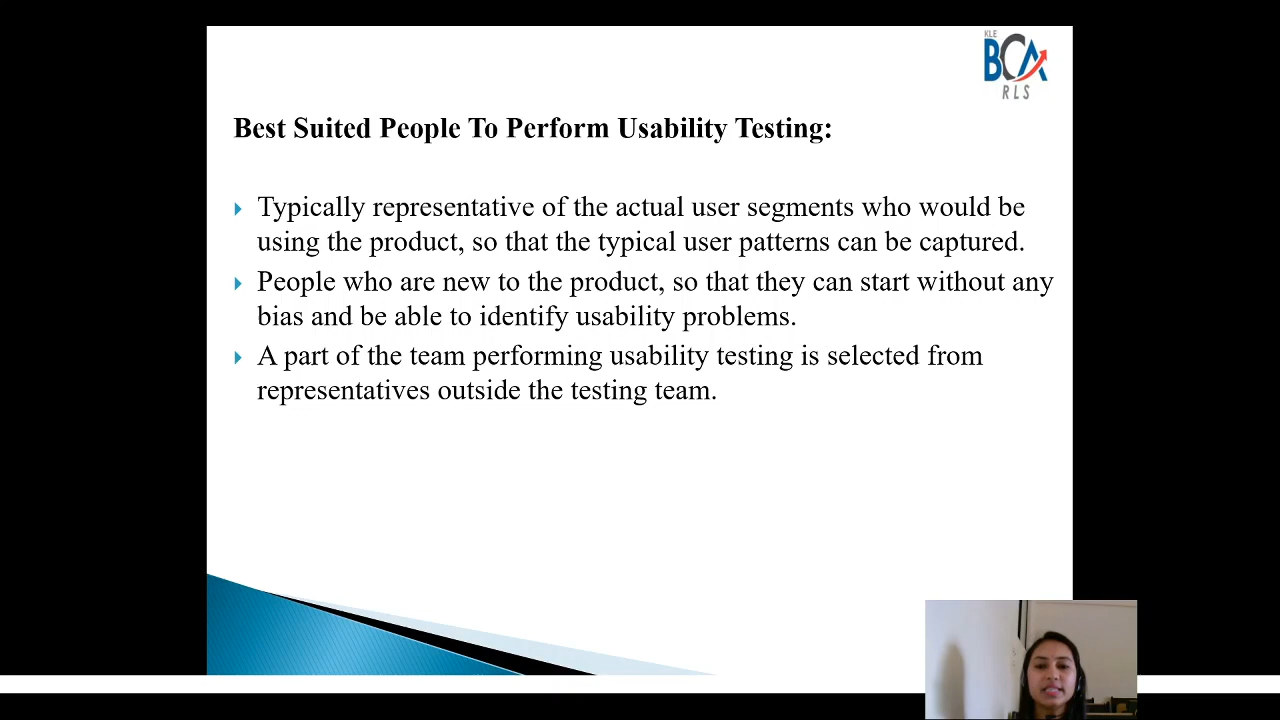 KLE
BCA
RLS
Best Suited People To Perform Usability Testing:
Typically representative of the actual user segments who would be
using the product, so that the typical user patterns can be captured.
People who are new to the product, so that they can start without any
bias and be able to identify usability problems.
A part of the team performing usability testing is selected from
representatives outside the testing team.